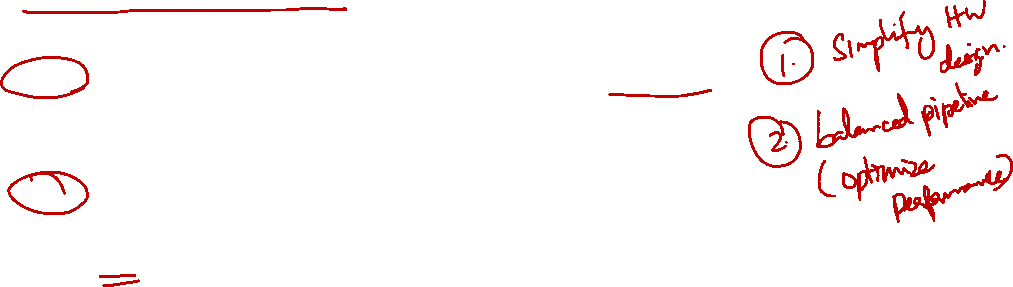 1. Simplify HW
design.
2. balanced pipeline
(optimize
performance)